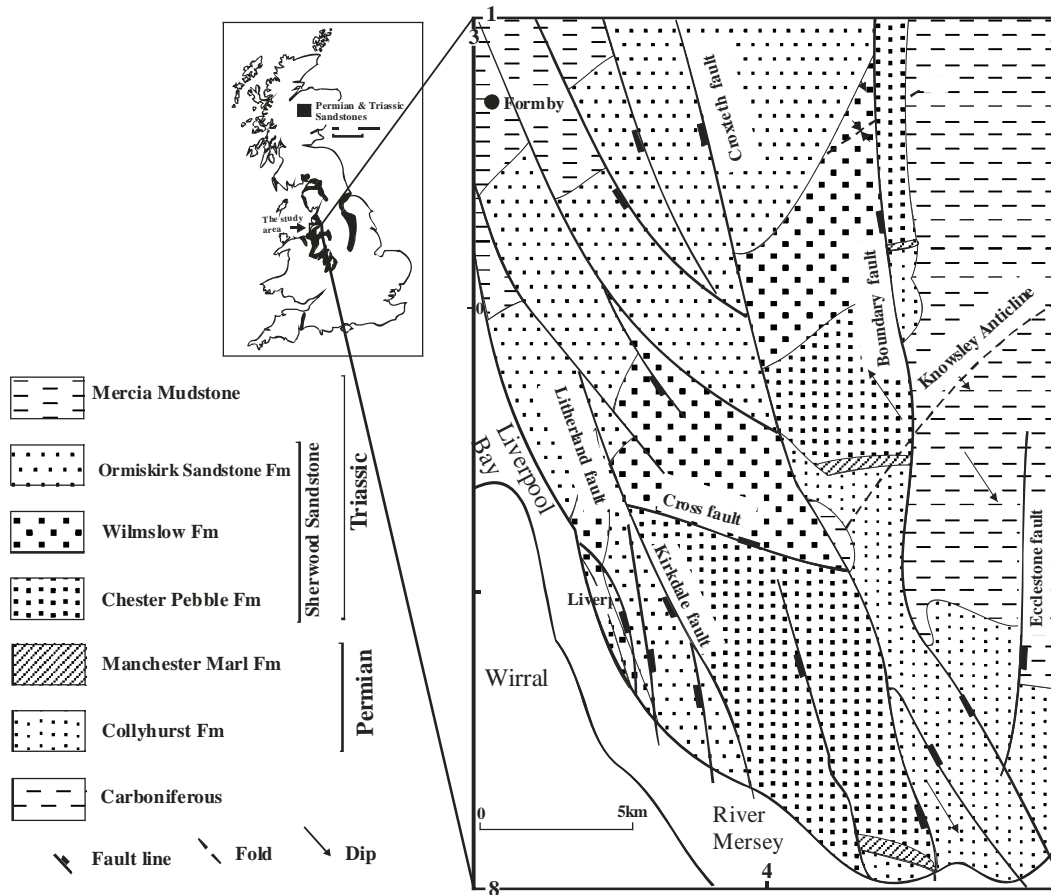 1
3
Permian & Triassic
Sandstones
The study
area
Formby
Croxteth fault
0
Boundary fault
Knowsley Anticline
Mercia Mudstone
Ormiskirk Sandstone Fm
Wilmslow Fm
Chester Pebble Fm
Manchester Marl Fm
Collyhurst Fm
Carboniferous
Sherwood Sandstone
Triassic
Permian
Liverpool
Bay
Litherland fault
Cross fault
Kirkdale fault
Ecclestone fault
Liverp
Wirral
0
5km
River
Mersey
Fault line
Fold
Dip
4
8